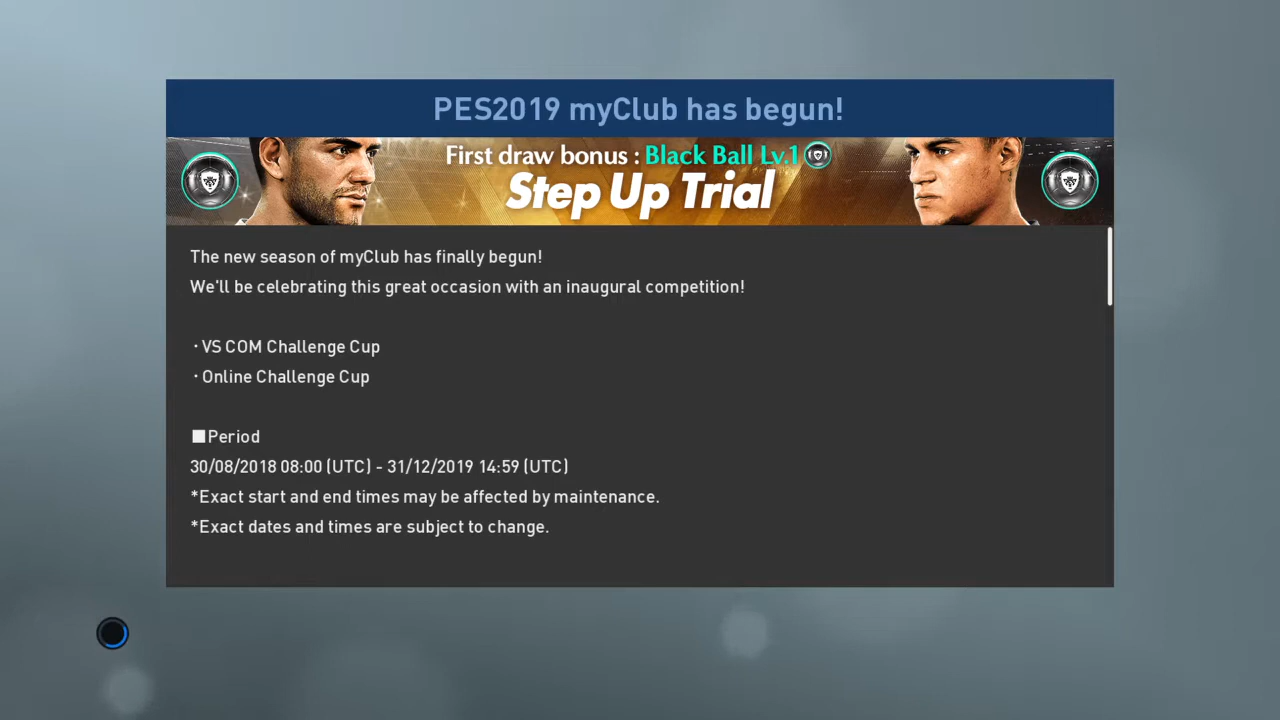 PES2019 myClub has begun!
First draw bonus : Black Ball Lv.1
Step Up Trial
The new season of myClub has finally begun!
We'll be celebrating this great occasion with an inaugural competition!
・VS COM Challenge Cup
・Online Challenge Cup
■Period
30/08/2018 08:00 (UTC) - 31/12/2019 14:59 (UTC)
*Exact start and end times may be affected by maintenance.
*Exact dates and times are subject to change.